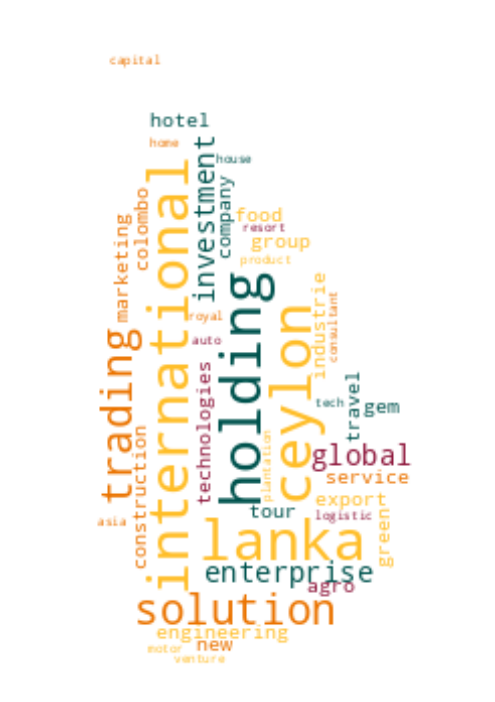 capital
hotel
home
house
investment
international
company
colombo
marketing
food
resort
group
product
holding
industrie
consultant
royal
auto
ceylon
trading
technologies
travel
tech
gem
construction
plantation
global
service
export
tour
logistic
green
asia
lanka
enterprise
agro
solution
engineering
new
motor
venture